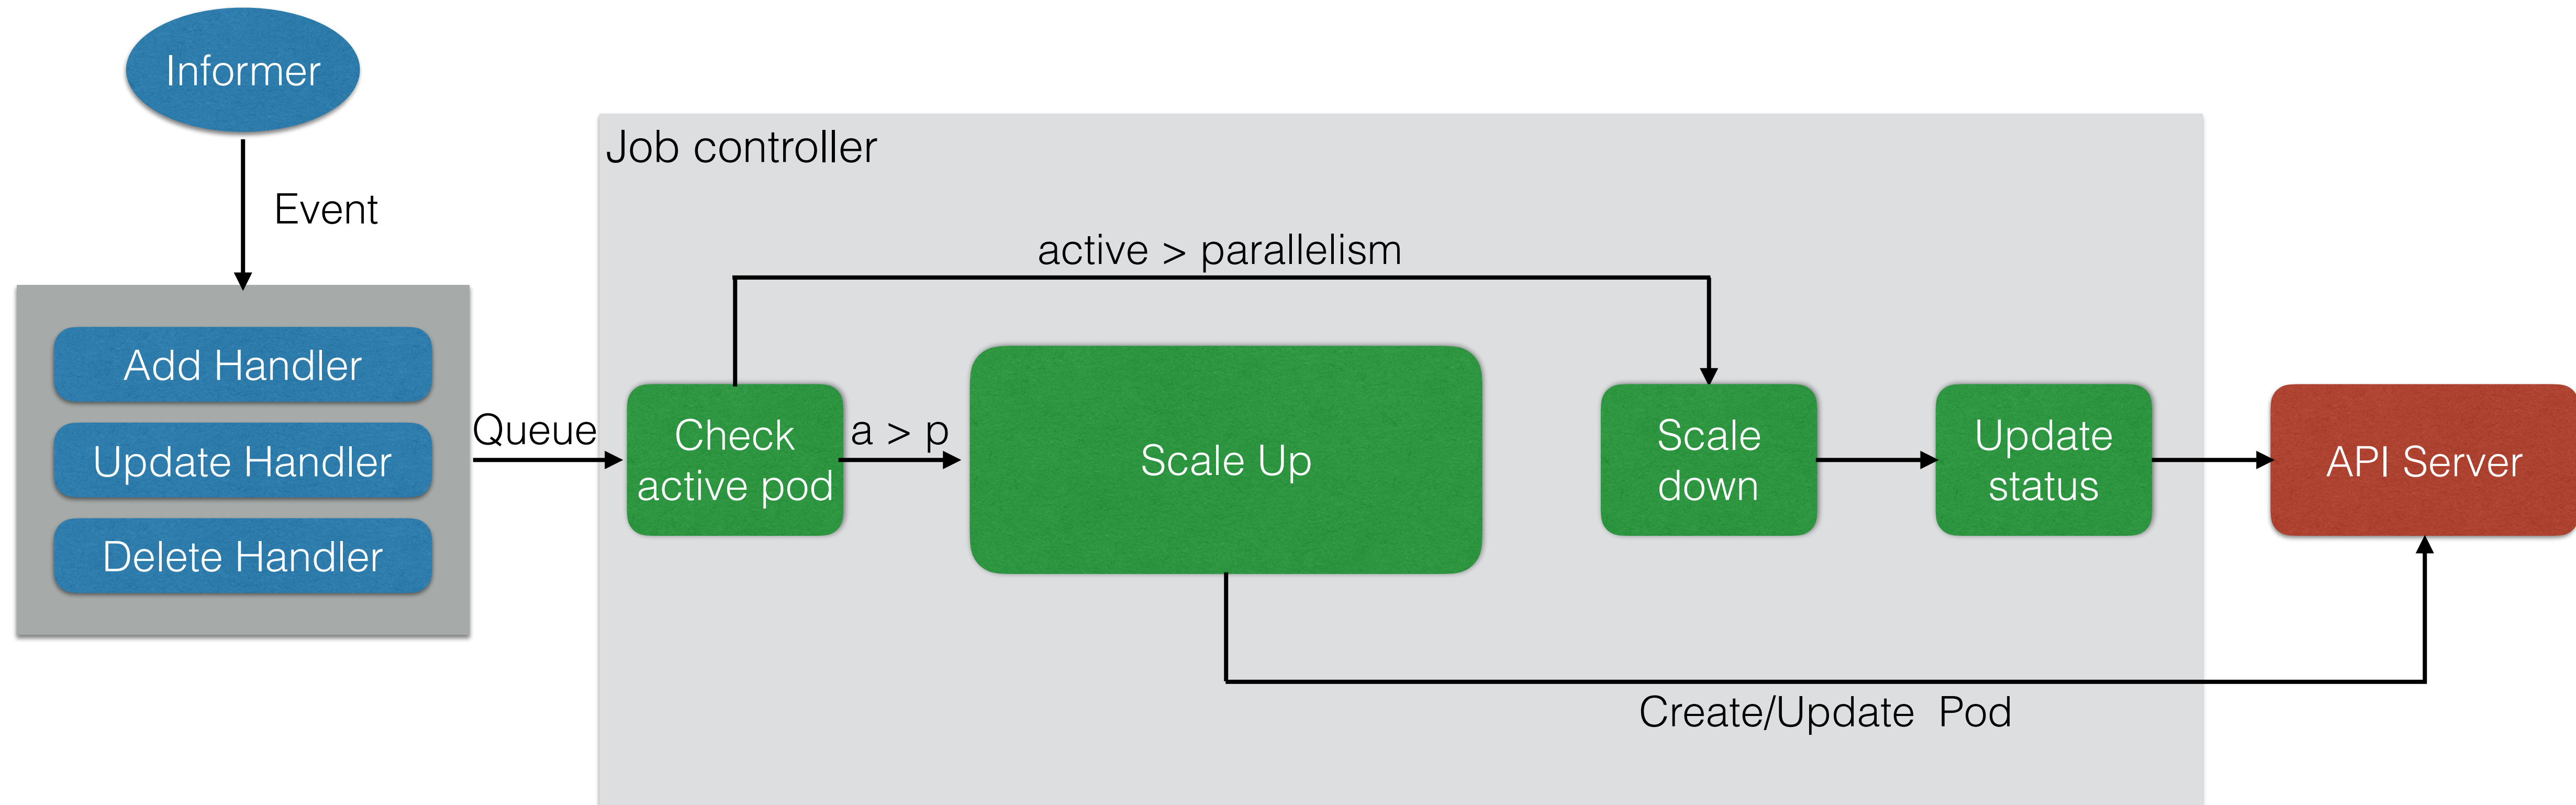 Informer
Event
Add Handler
Update Handler
Delete Handler
Queue
Job controller
active > parallelism
Check
active pod
a > p
Scale Up
Scale
down
Update
status
API Server
Create/Update  Pod